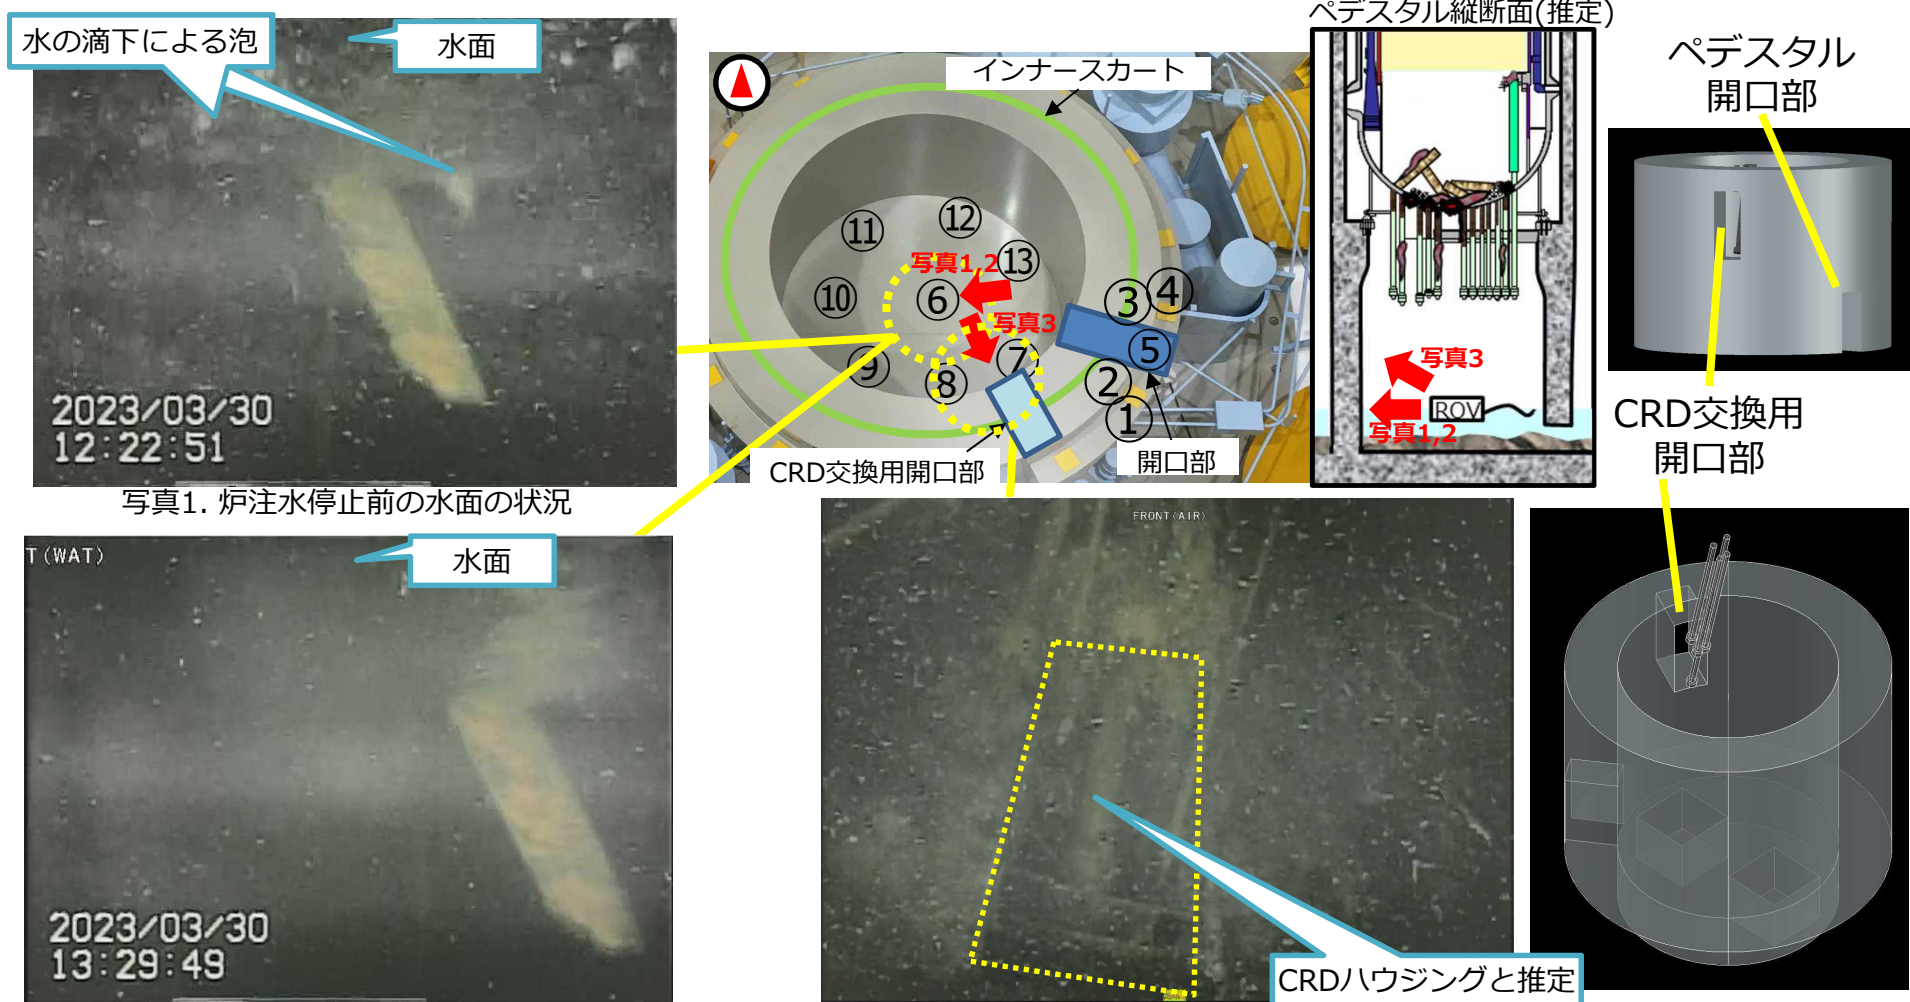 水の滴下による泡
水面
2023/03/30
12:22:51
写真1. 炉注水停止前の水面の状況
T(WAT)
水面
2023/03/30
13:29:49
インナースカート
⑪
⑫
⑬
写真1,2
⑩
⑥
③
④
写真3
⑤
⑨
⑧
⑦
②
①
CRD交換用開口部
開口部
ペデスタル縦断面(推定)
写真3
ROV
写真1,2
ペデスタル
開口部
CRD交換用
開口部
FRONT(AIR)
CRDハウジングと推定